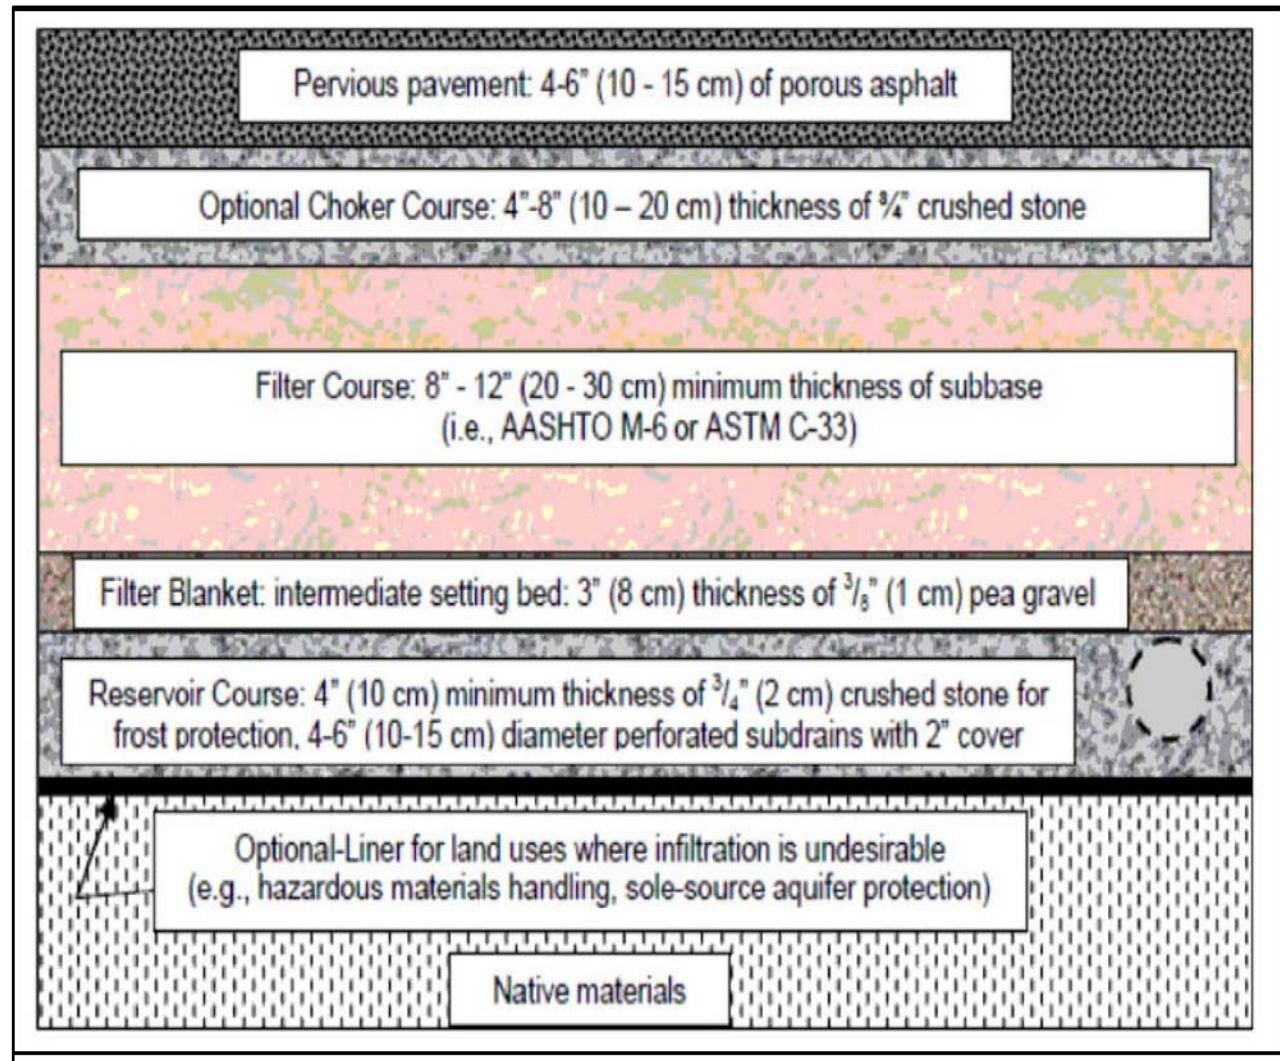 Pervious pavement: 4-6" (10 - 15 cm) of porous asphalt
Optional Choker Course: 4"-8" (10 – 20 cm) thickness of ¾" crushed stone
Filter Course: 8" - 12" (20 - 30 cm) minimum thickness of subbase
(i.e., AASHTO M-6 or ASTM C-33)
Filter Blanket: intermediate setting bed: 3" (8 cm) thickness of 3/8" (1 cm) pea gravel
Reservoir Course: 4" (10 cm) minimum thickness of 3/4" (2 cm) crushed stone for
frost protection, 4-6" (10-15 cm) diameter perforated subdrains with 2" cover
Optional-Liner for land uses where infiltration is undesirable
(e.g., hazardous materials handling, sole-source aquifer protection)
Native materials